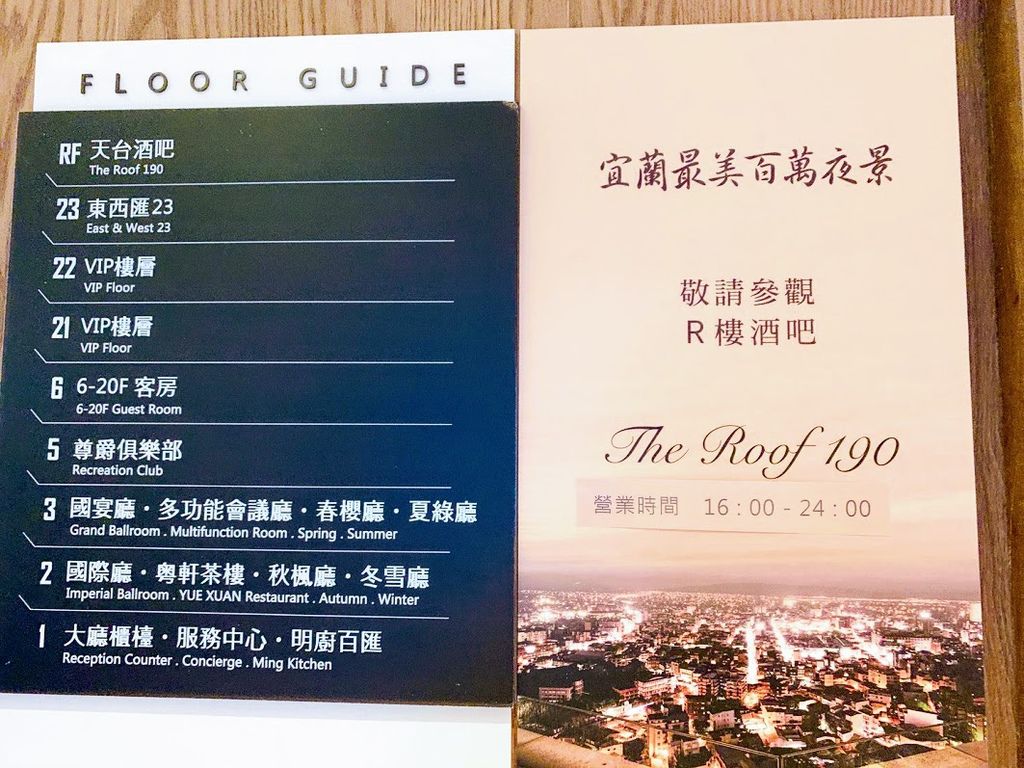 FLOOR GUIDE
RF 天台酒吧
The Roof 190
23 東西匯23
East & West 23
22 VIP樓層
VIP Floor
21 VIP樓層
VIP Floor
6 6-20F 客房
6-20F Guest Room
5 尊爵俱樂部
Recreation Club
3 國宴廳·多功能會議廳·春櫻廳·夏綠廳
Grand Ballroom . Multifunction Room . Spring . Summer
2 國際廳·粵軒茶樓·秋楓廳·冬雪廳
Imperial Ballroom . YUE XUAN Restaurant . Autumn . Winter
1 大廳櫃檯·服務中心·明廚百匯
Reception Counter . Concierge . Ming Kitchen
宜蘭最美百萬夜景
敬請參觀
R樓酒吧
The Roof 190
營業時間 16:00 - 24:00